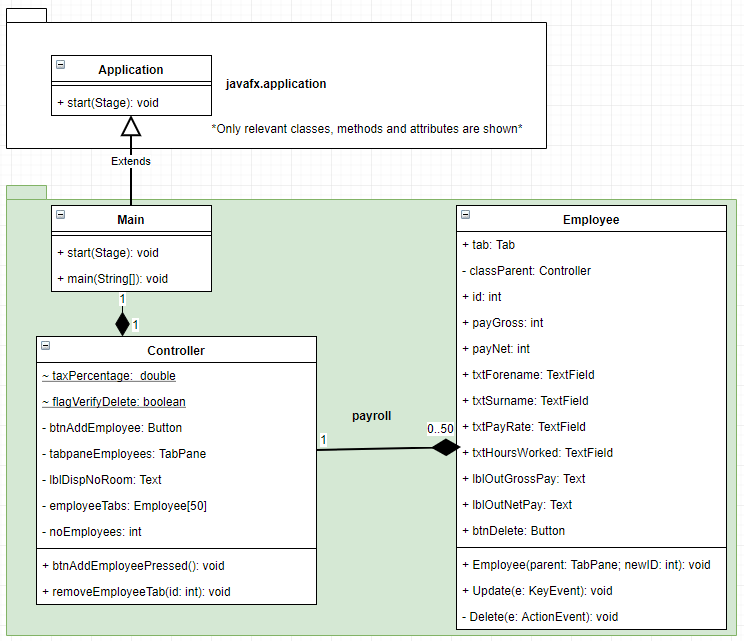 Application
+ start(Stage): void
javafx.application
*Only relevant classes, methods and attributes are shown*
Extends
Main
+ start(Stage): void
+ main(String[]): void
1
1
Controller
~ taxPercentage: double
~ flagVerifyDelete: boolean
- btnAddEmployee: Button
- tabpaneEmployees: TabPane
- lblDispNoRoom: Text
- employeeTabs: Employee[50]
- noEmployees: int
+ btnAddEmployeePressed(): void
+ removeEmployeeTab(id: int): void
payroll
1
0..50
Employee
+ tab: Tab
- classParent: Controller
+ id: int
+ payGross: int
+ payNet: int
+ txtForename: TextField
+ txtSurname: TextField
+ txtPayRate: TextField
+ txtHoursWorked: TextField
+ lblOutGrossPay: Text
+ lblOutNetPay: Text
+ btnDelete: Button
+ Employee(parent: TabPane; newID: int): void
+ Update(e: KeyEvent): void
- Delete(e: ActionEvent): void